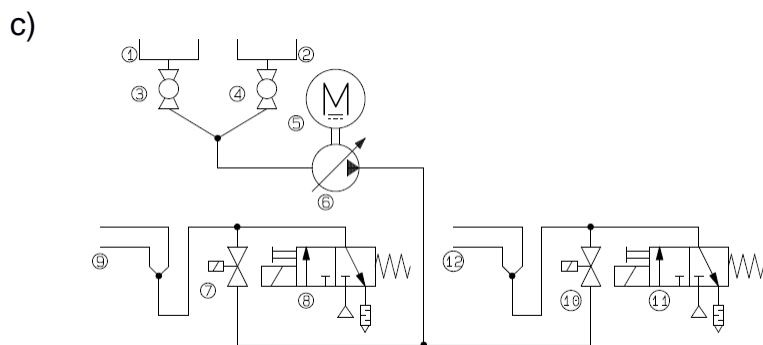 c)
① ②
③ ④
M
⑤
⑥
⑨ ⑦ ⑧ ⑫ ⑩ ⑪